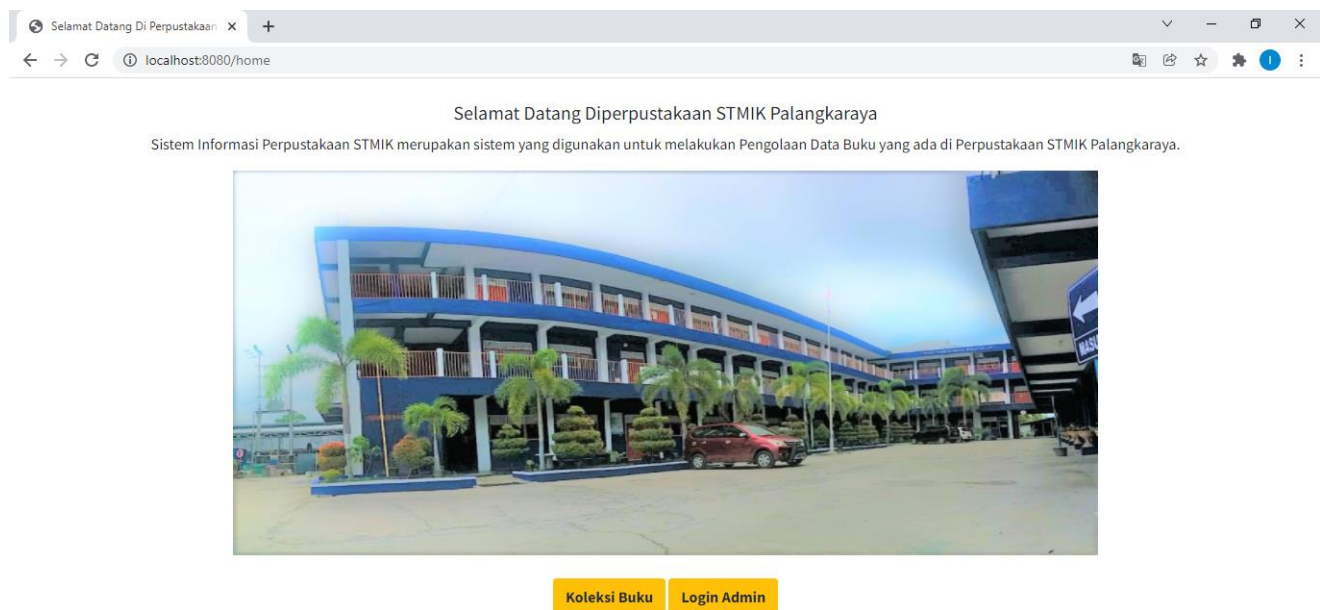 Selamat Datang Di Perpustakaan
localhost:8080/home
I
Selamat Datang Diperpustakaan STMIK Palangkaraya
Sistem Informasi Perpustakaan STMIK merupakan sistem yang digunakan untuk melakukan Pengolaan Data Buku yang ada di Perpustakaan STMIK Palangkaraya.
MASU
Koleksi Buku
Login Admin